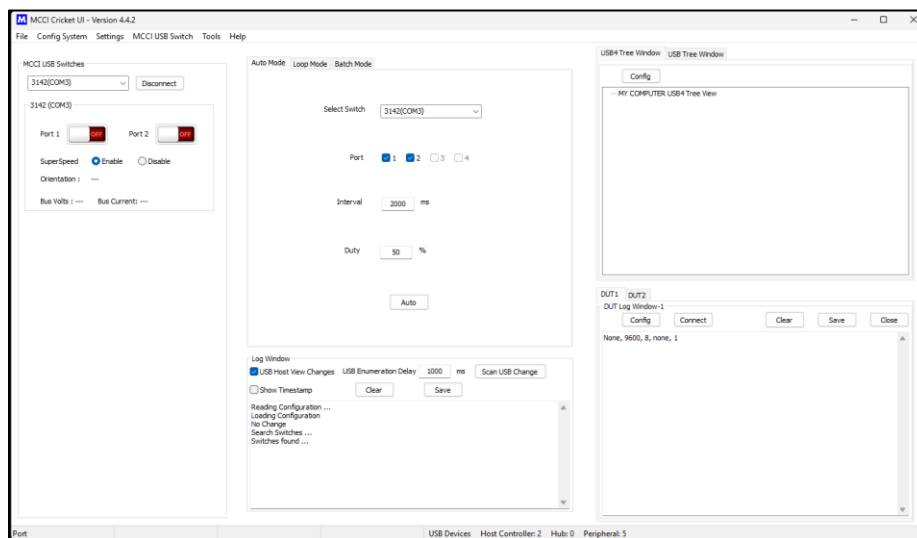 MCCI Cricket UI - Version 4.4.2
File Config System Settings MCCI USB Switch Tools Help
MCCI USB Switches
3142(COM3) Disconnect
3142 (COM3)
Port 1 OFF Port 2 OFF
SuperSpeed Enable Disable
Orientation : ---
Bus Volts : --- Bus Current: ---
Auto Mode Loop Mode Batch Mode
Select Switch 3142(COM3)
Port 1 2 3 4
Interval 2000 ms
Duty 50 %
Auto
Log Window
USB Host View Changes USB Enumeration Delay 1000 ms Scan USB Change
Show Timestamp Clear Save
Reading Configuration ...
Loading Configuration
No Change
Search Switches ...
Switches found ...
USB4 Tree Window USB Tree Window
Config
MY COMPUTER USB4 Tree View
DUT1 DUT2
DUT Log Window-1
Config Connect Clear Save Close
None, 9600, 8, none, 1
Port USB Devices Host Controller: 2 Hub: 0 Peripheral: 5